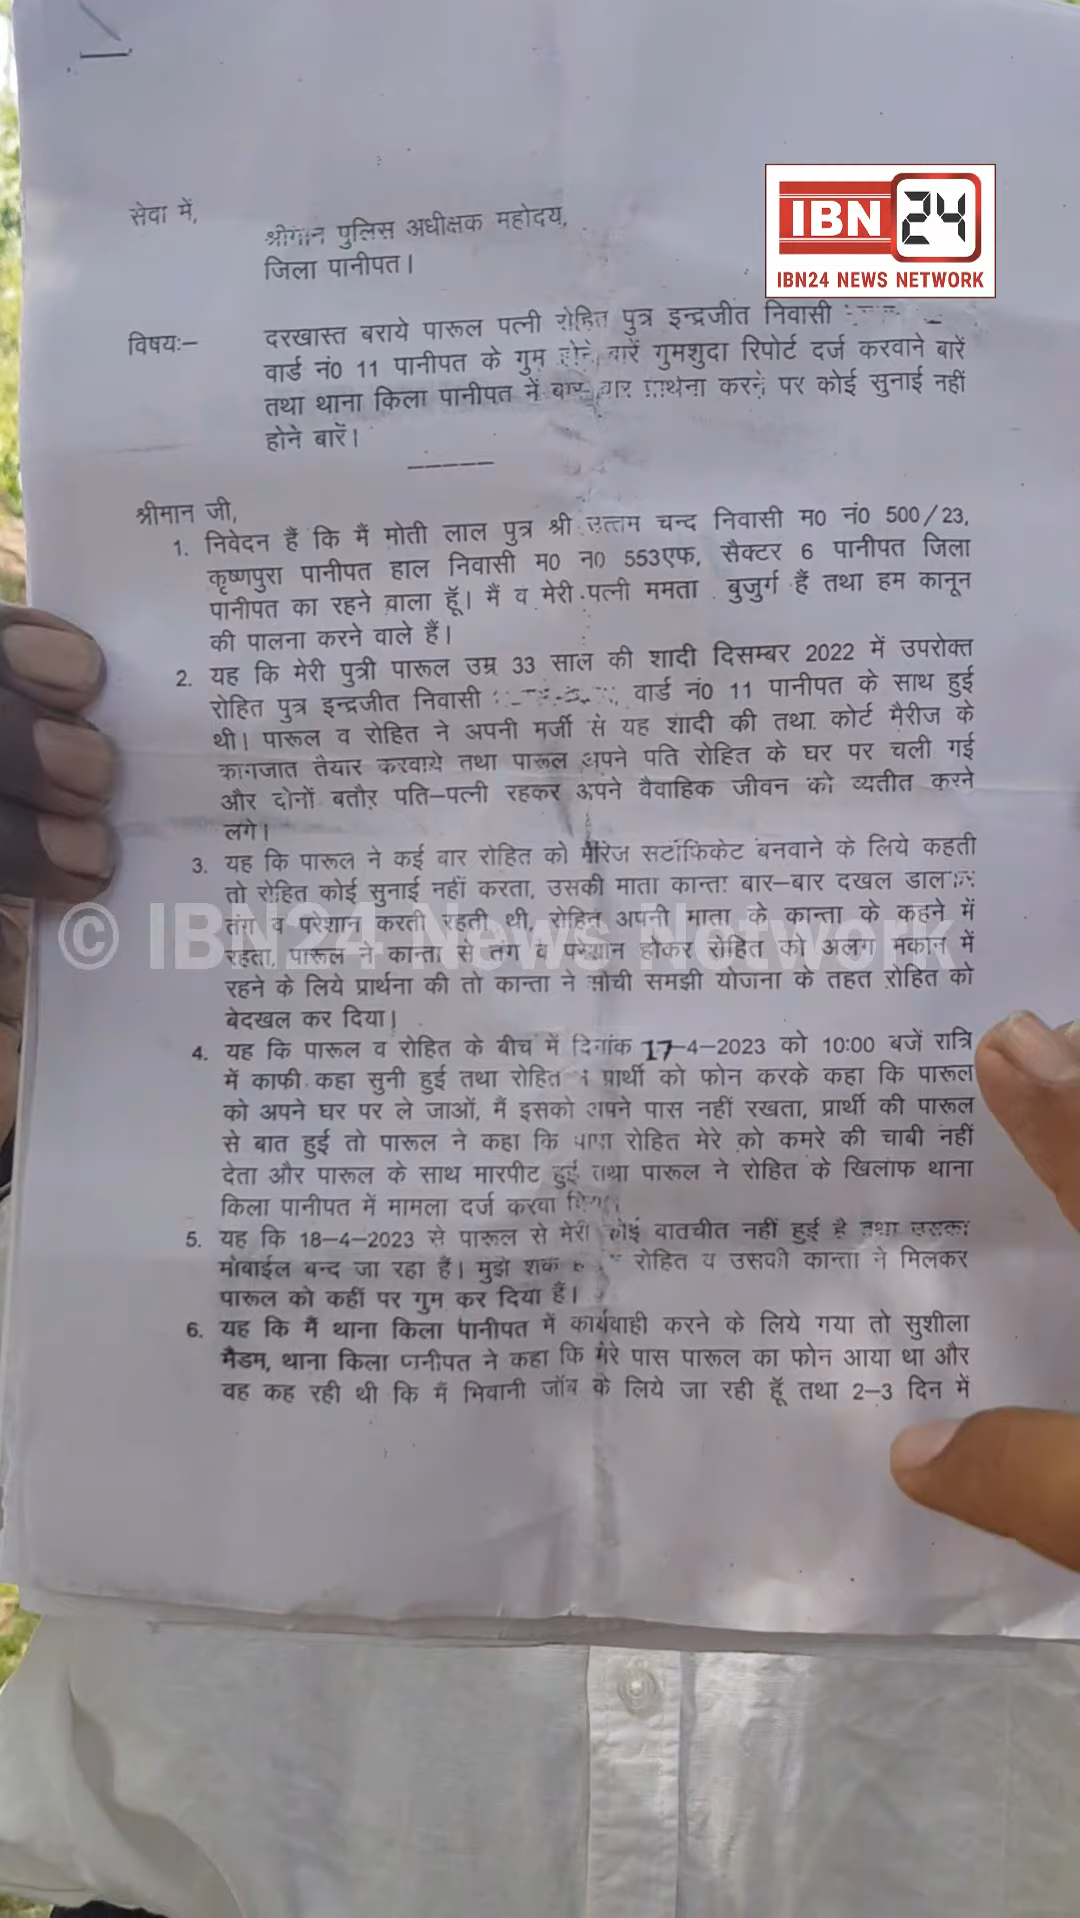 IBN 24
IBN24 NEWS NETWORK
सेवा में,
श्रीमान पुलिस अधीक्षक महोदय,
जिला पानीपत।
विषयः– दरखास्त बराये पारूल पत्नी रोहित पुत्र इन्द्रजीत निवासी
वार्ड नं0 11 पानीपत के गुम होने बारें गुमशुदा रिपोर्ट दर्ज करवाने बारें
तथा थाना किला पानीपत में बार-बार प्रार्थना करने पर कोई सुनाई नहीं
होने बारें।
श्रीमान जी,
1. निवेदन हैं कि मैं मोती लाल पुत्र श्री उत्तम चन्द निवासी म0 नं0 500/23,
कृष्णपुरा पानीपत हाल निवासी म0 न0 553एफ, सैक्टर 6 पानीपत जिला
पानीपत का रहने वाला हूँ। मैं व मेरी पत्नी ममता बुजुर्ग हैं तथा हम कानून
की पालना करने वाले हैं।
2. यह कि मेरी पुत्री पारूल उम्र 33 साल की शादी दिसम्बर 2022 में उपरोक्त
रोहित पुत्र इन्द्रजीत निवासी वार्ड नं0 11 पानीपत के साथ हुई
थी। पारूल व रोहित ने अपनी मर्जी से यह शादी की तथा कोर्ट मैरीज के
कागजात तैयार करवाये तथा पारूल अपने पति रोहित के घर पर चली गई
और दोनों बतौर पति–पत्नी रहकर अपने वैवाहिक जीवन को व्यतीत करने
लगे।
3. यह कि पारूल ने कई बार रोहित को मैरिज सर्टीफिकेट बनवाने के लिये कहती
तो रोहित कोई सुनाई नहीं करता, उसकी माता कान्ता बार–बार दखल डालकर
तंग व परेशान करती रहती थी, रोहित अपनी माता के कान्ता के कहने में
रहता, पारूल ने कान्ता से तंग व परेशान होकर रोहित को अलग मकान में
रहने के लिये प्रार्थना की तो कान्ता ने सोची समझी योजना के तहत रोहित को
बेदखल कर दिया।
4. यह कि पारूल व रोहित के बीच में दिनांक 17–4–2023 को 10:00 बजें रात्रि
में काफी कहा सुनी हुई तथा रोहित ने प्रार्थी को फोन करके कहा कि पारूल
को अपने घर पर ले जाओं, मैं इसको अपने पास नहीं रखता, प्रार्थी की पारूल
से बात हुई तो पारूल ने कहा कि पापा रोहित मेरे को कमरे की चाबी नहीं
देता और पारूल के साथ मारपीट हुई तथा पारूल ने रोहित के खिलाफ थाना
किला पानीपत में मामला दर्ज करवा दिया।
5. यह कि 18–4–2023 से पारूल से मेरी कोई बातचीत नहीं हुई है तथा उसका
मोबाईल बन्द जा रहा हैं। मुझे शक रोहित व उसकी कान्ता ने मिलकर
पारूल को कहीं पर गुम कर दिया हैं।
6. यह कि मैं थाना किला पानीपत में कार्यवाही करने के लिये गया तो सुशीला
मैडम, थाना किला पानीपत ने कहा कि मेरे पास पारूल का फोन आया था और
वह कह रही थी कि मैं भिवानी जॉब के लिये जा रही हूँ तथा 2–3 दिन में
© IBN24 News Network